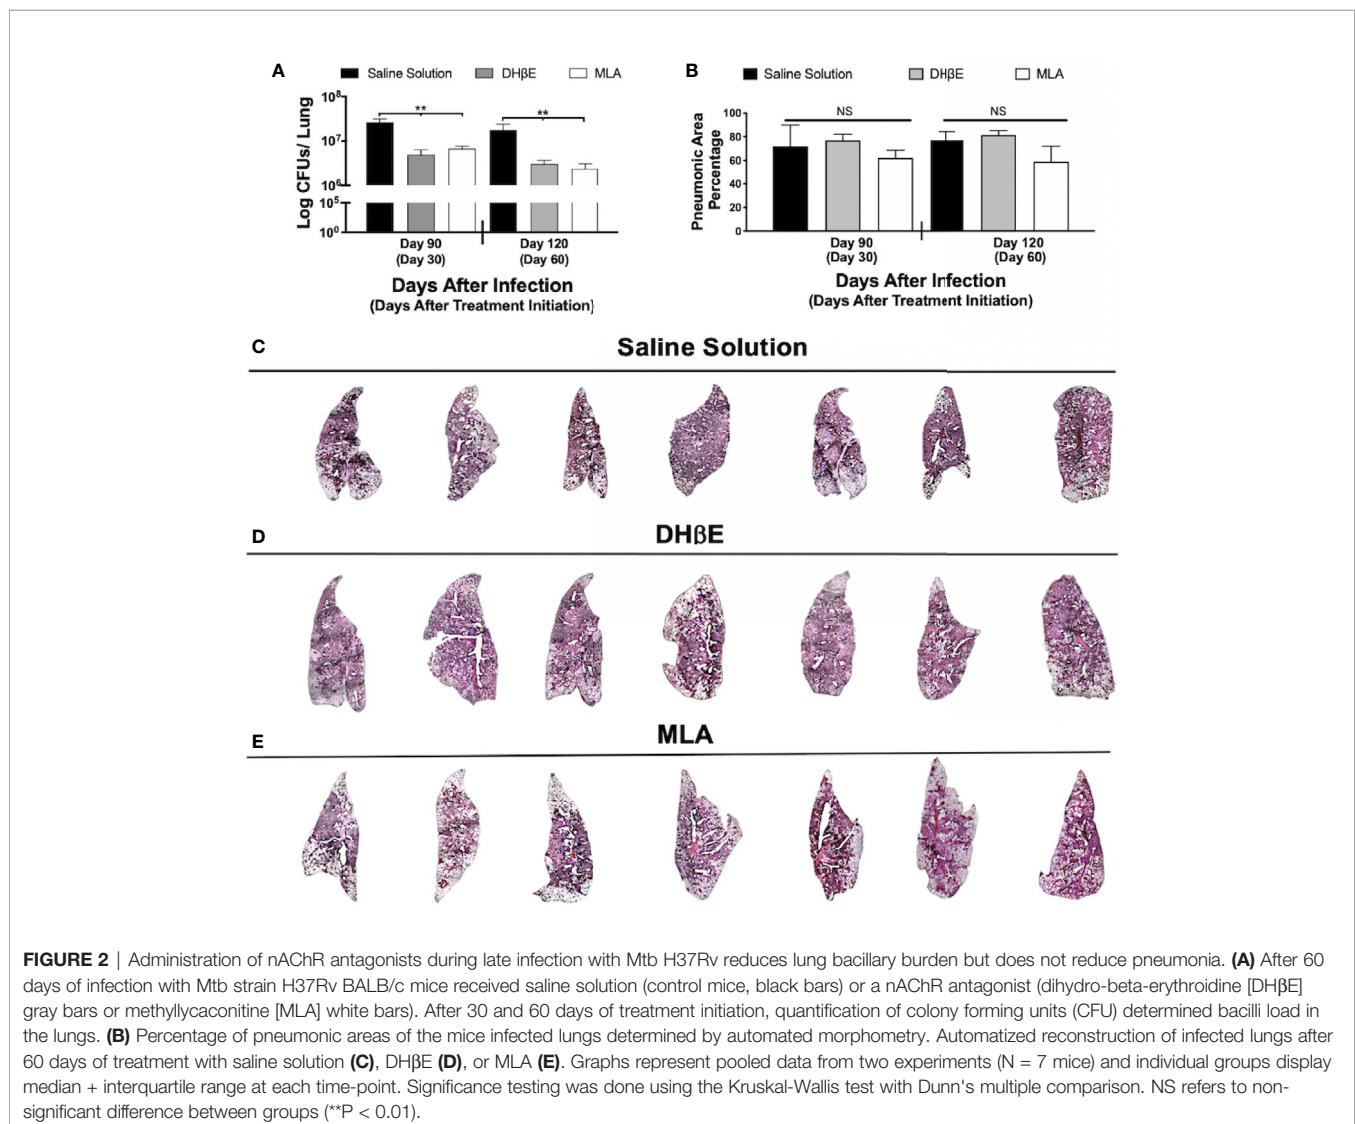 A
Saline Solution
DHβE
MLA
Log CFUs/ Lung
10⁸
10⁷
10⁶
10⁵
10⁰
**
**
Day 90
(Day 30)
Day 120
(Day 60)
Days After Infection
(Days After Treatment Initiation)
B
Saline Solution
DHβE
MLA
Pneumonic Area
Percentage
100
80
60
40
20
0
NS
NS
Day 90
(Day 30)
Day 120
(Day 60)
Days After Infection
(Days After Treatment Initiation)
C
Saline Solution
D
DHβE
E
MLA
FIGURE 2 | Administration of nAChR antagonists during late infection with Mtb H37Rv reduces lung bacillary burden but does not reduce pneumonia. (A) After 60
days of infection with Mtb strain H37Rv BALB/c mice received saline solution (control mice, black bars) or a nAChR antagonist (dihydro-beta-erythroidine [DHβE]
gray bars or methyllycaconitine [MLA] white bars). After 30 and 60 days of treatment initiation, quantification of colony forming units (CFU) determined bacilli load in
the lungs. (B) Percentage of pneumonic areas of the mice infected lungs determined by automated morphometry. Automatized reconstruction of infected lungs after
60 days of treatment with saline solution (C), DHβE (D), or MLA (E). Graphs represent pooled data from two experiments (N = 7 mice) and individual groups display
median + interquartile range at each time-point. Significance testing was done using the Kruskal-Wallis test with Dunn's multiple comparison. NS refers to non-
significant difference between groups (**P < 0.01).